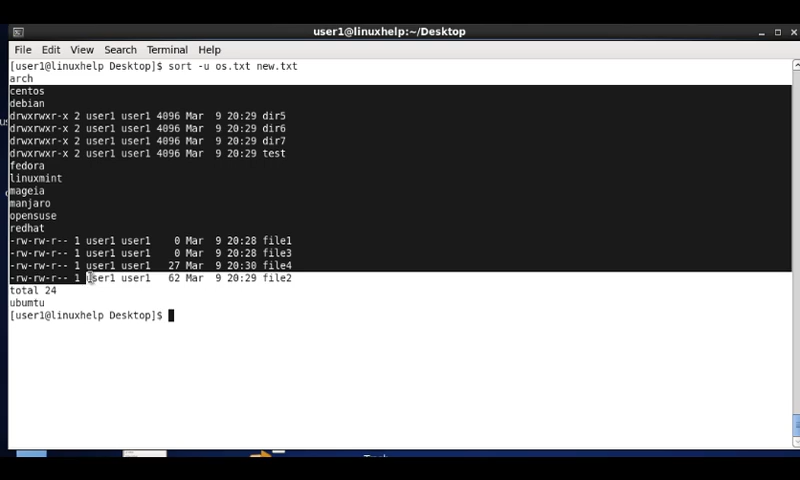 user1@linuxhelp:~/Desktop
File Edit View Search Terminal Help
[user1@linuxhelp Desktop]$ sort -u os.txt new.txt
arch
centos
debian
drwxrwxr-x 2 user1 user1 4096 Mar  9 20:29 dir5
drwxrwxr-x 2 user1 user1 4096 Mar  9 20:29 dir6
drwxrwxr-x 2 user1 user1 4096 Mar  9 20:29 dir7
drwxrwxr-x 2 user1 user1 4096 Mar  9 20:29 test
fedora
linuxmint
mageia
manjaro
opensuse
redhat
-rw-rw-r-- 1 user1 user1    0 Mar  9 20:28 file1
-rw-rw-r-- 1 user1 user1    0 Mar  9 20:28 file3
-rw-rw-r-- 1 user1 user1   27 Mar  9 20:30 file4
-rw-rw-r-- 1 user1 user1   62 Mar  9 20:29 file2
total 24
ubumtu
[user1@linuxhelp Desktop]$